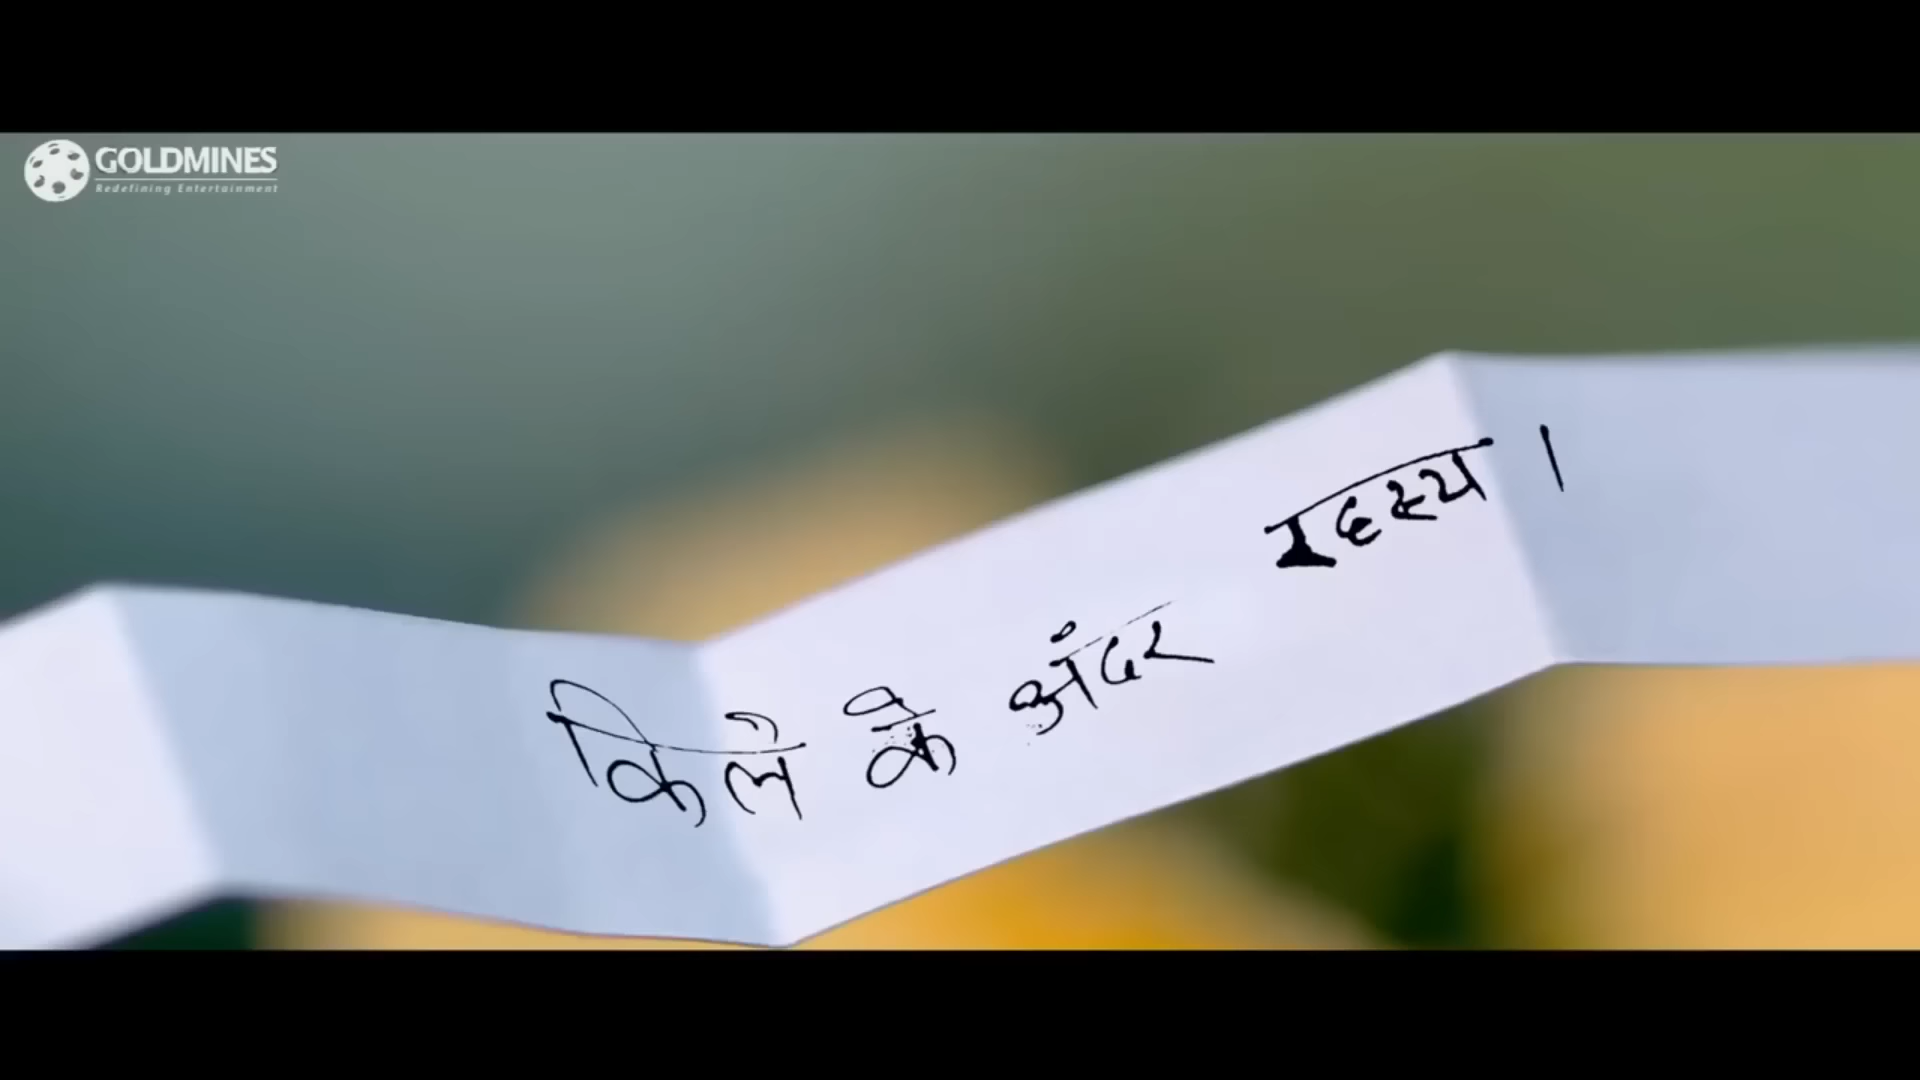 GOLDMINES
Redefining Entertainment
किले के अंदर रहस्य ।